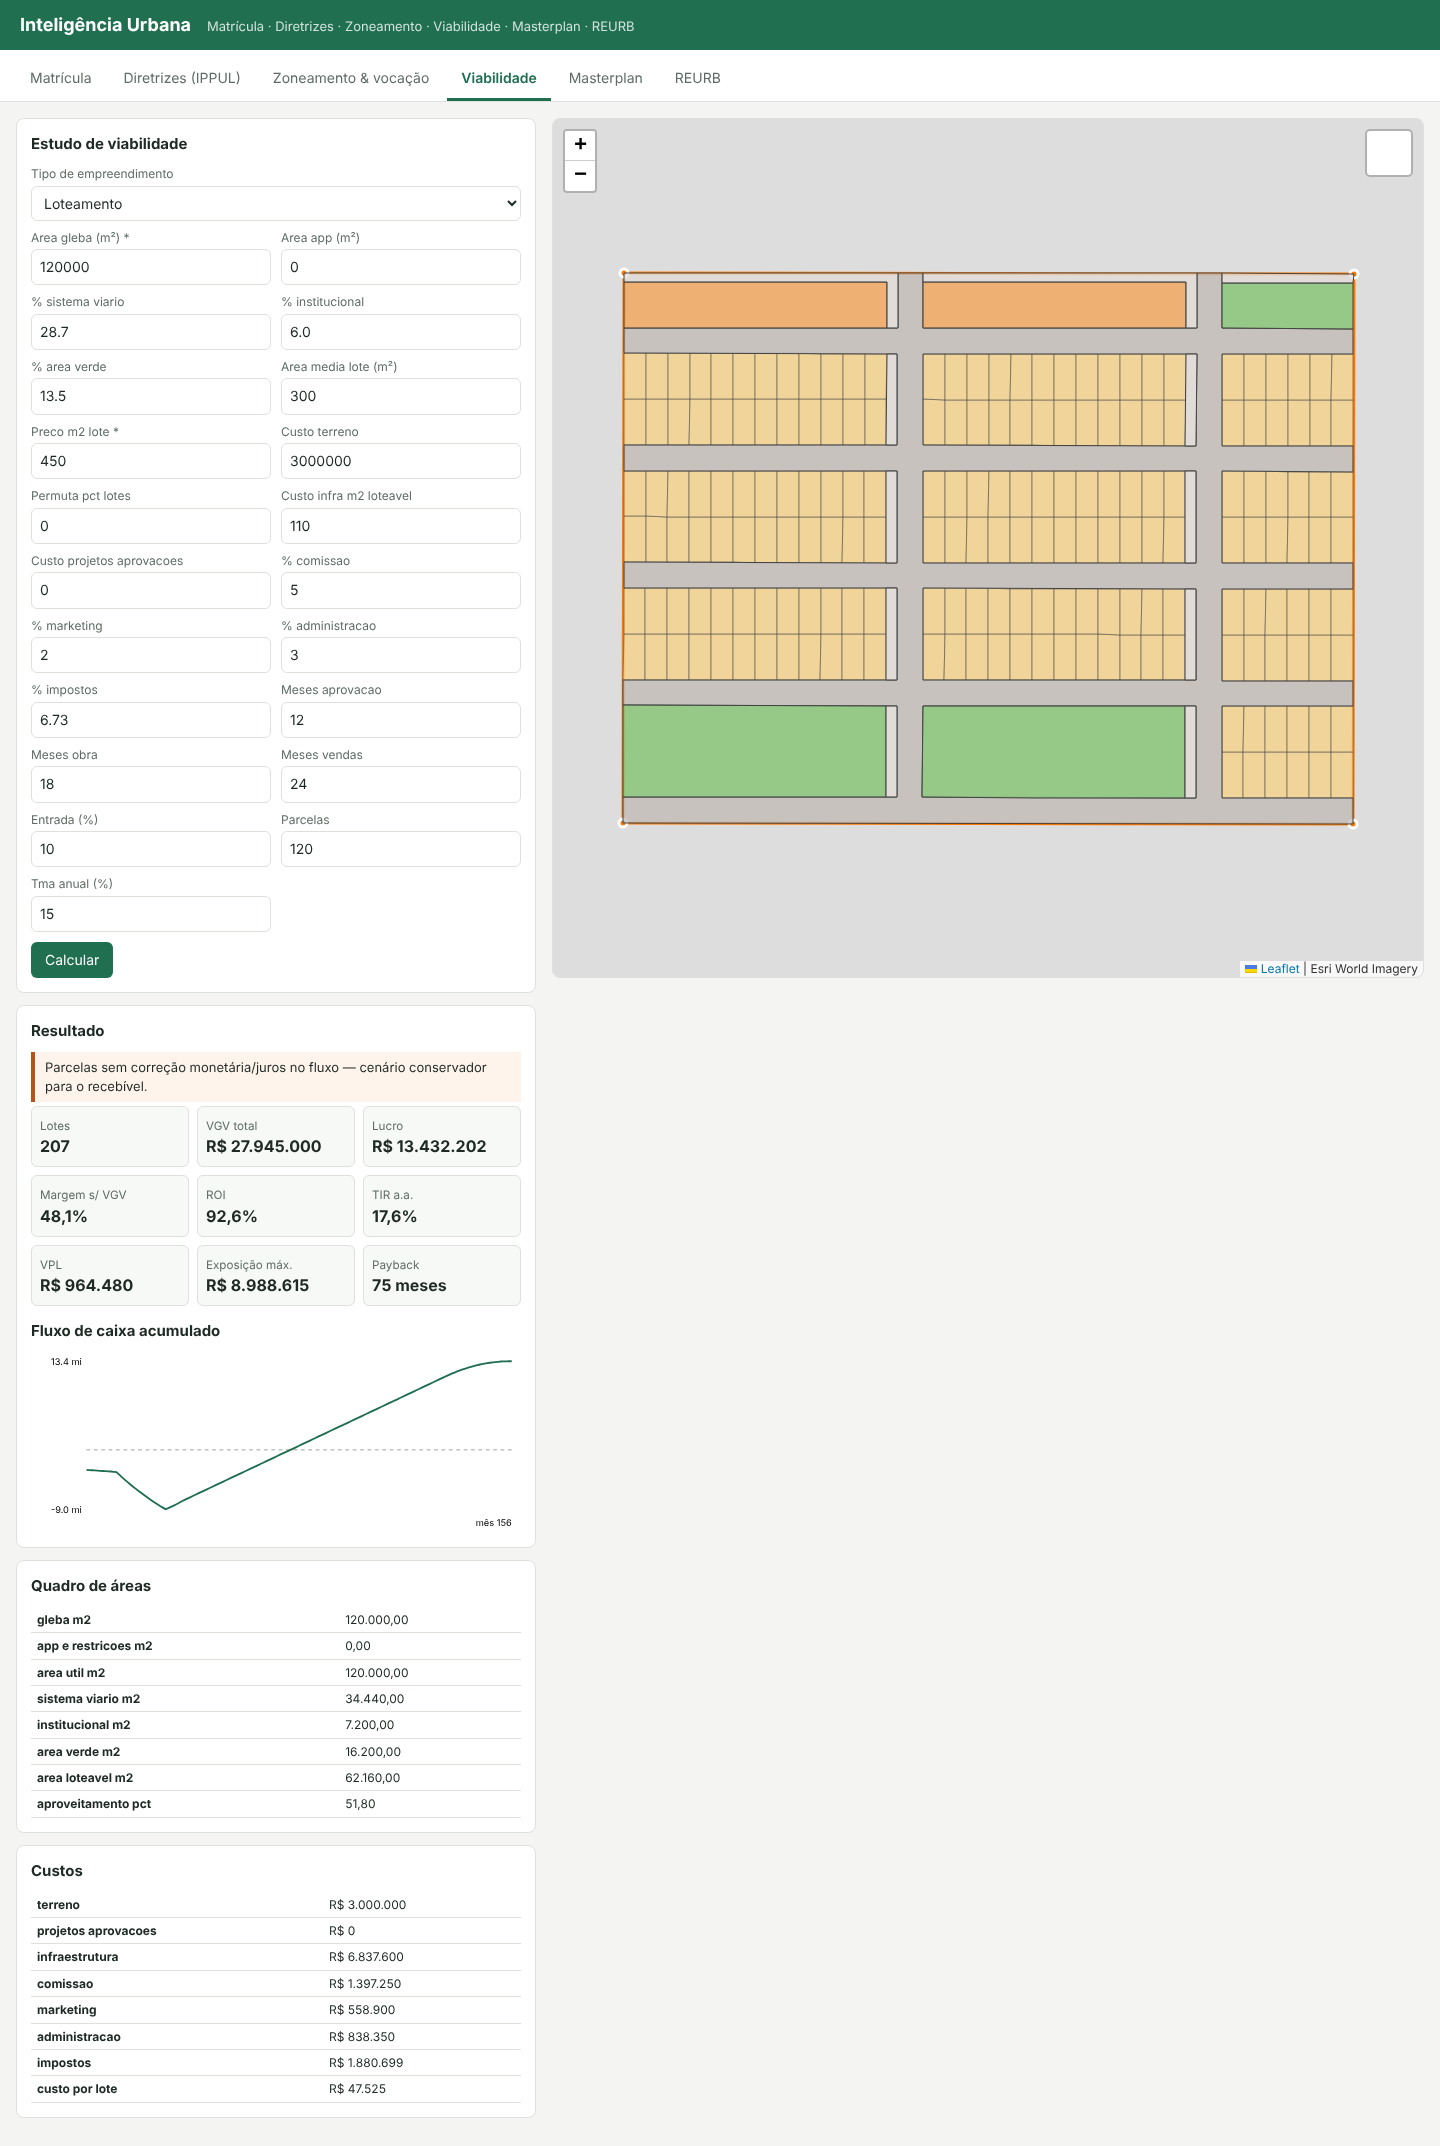 Inteligência Urbana Matrícula · Diretrizes · Zoneamento · Viabilidade · Masterplan · REURB
Matrícula Diretrizes (IPPUL) Zoneamento & vocação Viabilidade Masterplan REURB
Estudo de viabilidade
Tipo de empreendimento
Loteamento
Area gleba (m²) * Area app (m²)
120000 0
% sistema viario % institucional
28.7 6.0
% area verde Area media lote (m²)
13.5 300
Preco m2 lote * Custo terreno
450 3000000
Permuta pct lotes Custo infra m2 loteavel
0 110
Custo projetos aprovacoes % comissao
0 5
% marketing % administracao
2 3
% impostos Meses aprovacao
6.73 12
Meses obra Meses vendas
18 24
Entrada (%) Parcelas
10 120
Tma anual (%)
15
Calcular
+
−
Leaflet | Esri World Imagery
Resultado
Parcelas sem correção monetária/juros no fluxo — cenário conservador
para o recebível.
Lotes VGV total Lucro
207 R$ 27.945.000 R$ 13.432.202
Margem s/ VGV ROI TIR a.a.
48,1% 92,6% 17,6%
VPL Exposição máx. Payback
R$ 964.480 R$ 8.988.615 75 meses
Fluxo de caixa acumulado
13.4 mi
-9.0 mi
mês 156
Quadro de áreas
gleba m2 120.000,00
app e restricoes m2 0,00
area util m2 120.000,00
sistema viario m2 34.440,00
institucional m2 7.200,00
area verde m2 16.200,00
area loteavel m2 62.160,00
aproveitamento pct 51,80
Custos
terreno R$ 3.000.000
projetos aprovacoes R$ 0
infraestrutura R$ 6.837.600
comissao R$ 1.397.250
marketing R$ 558.900
administracao R$ 838.350
impostos R$ 1.880.699
custo por lote R$ 47.525